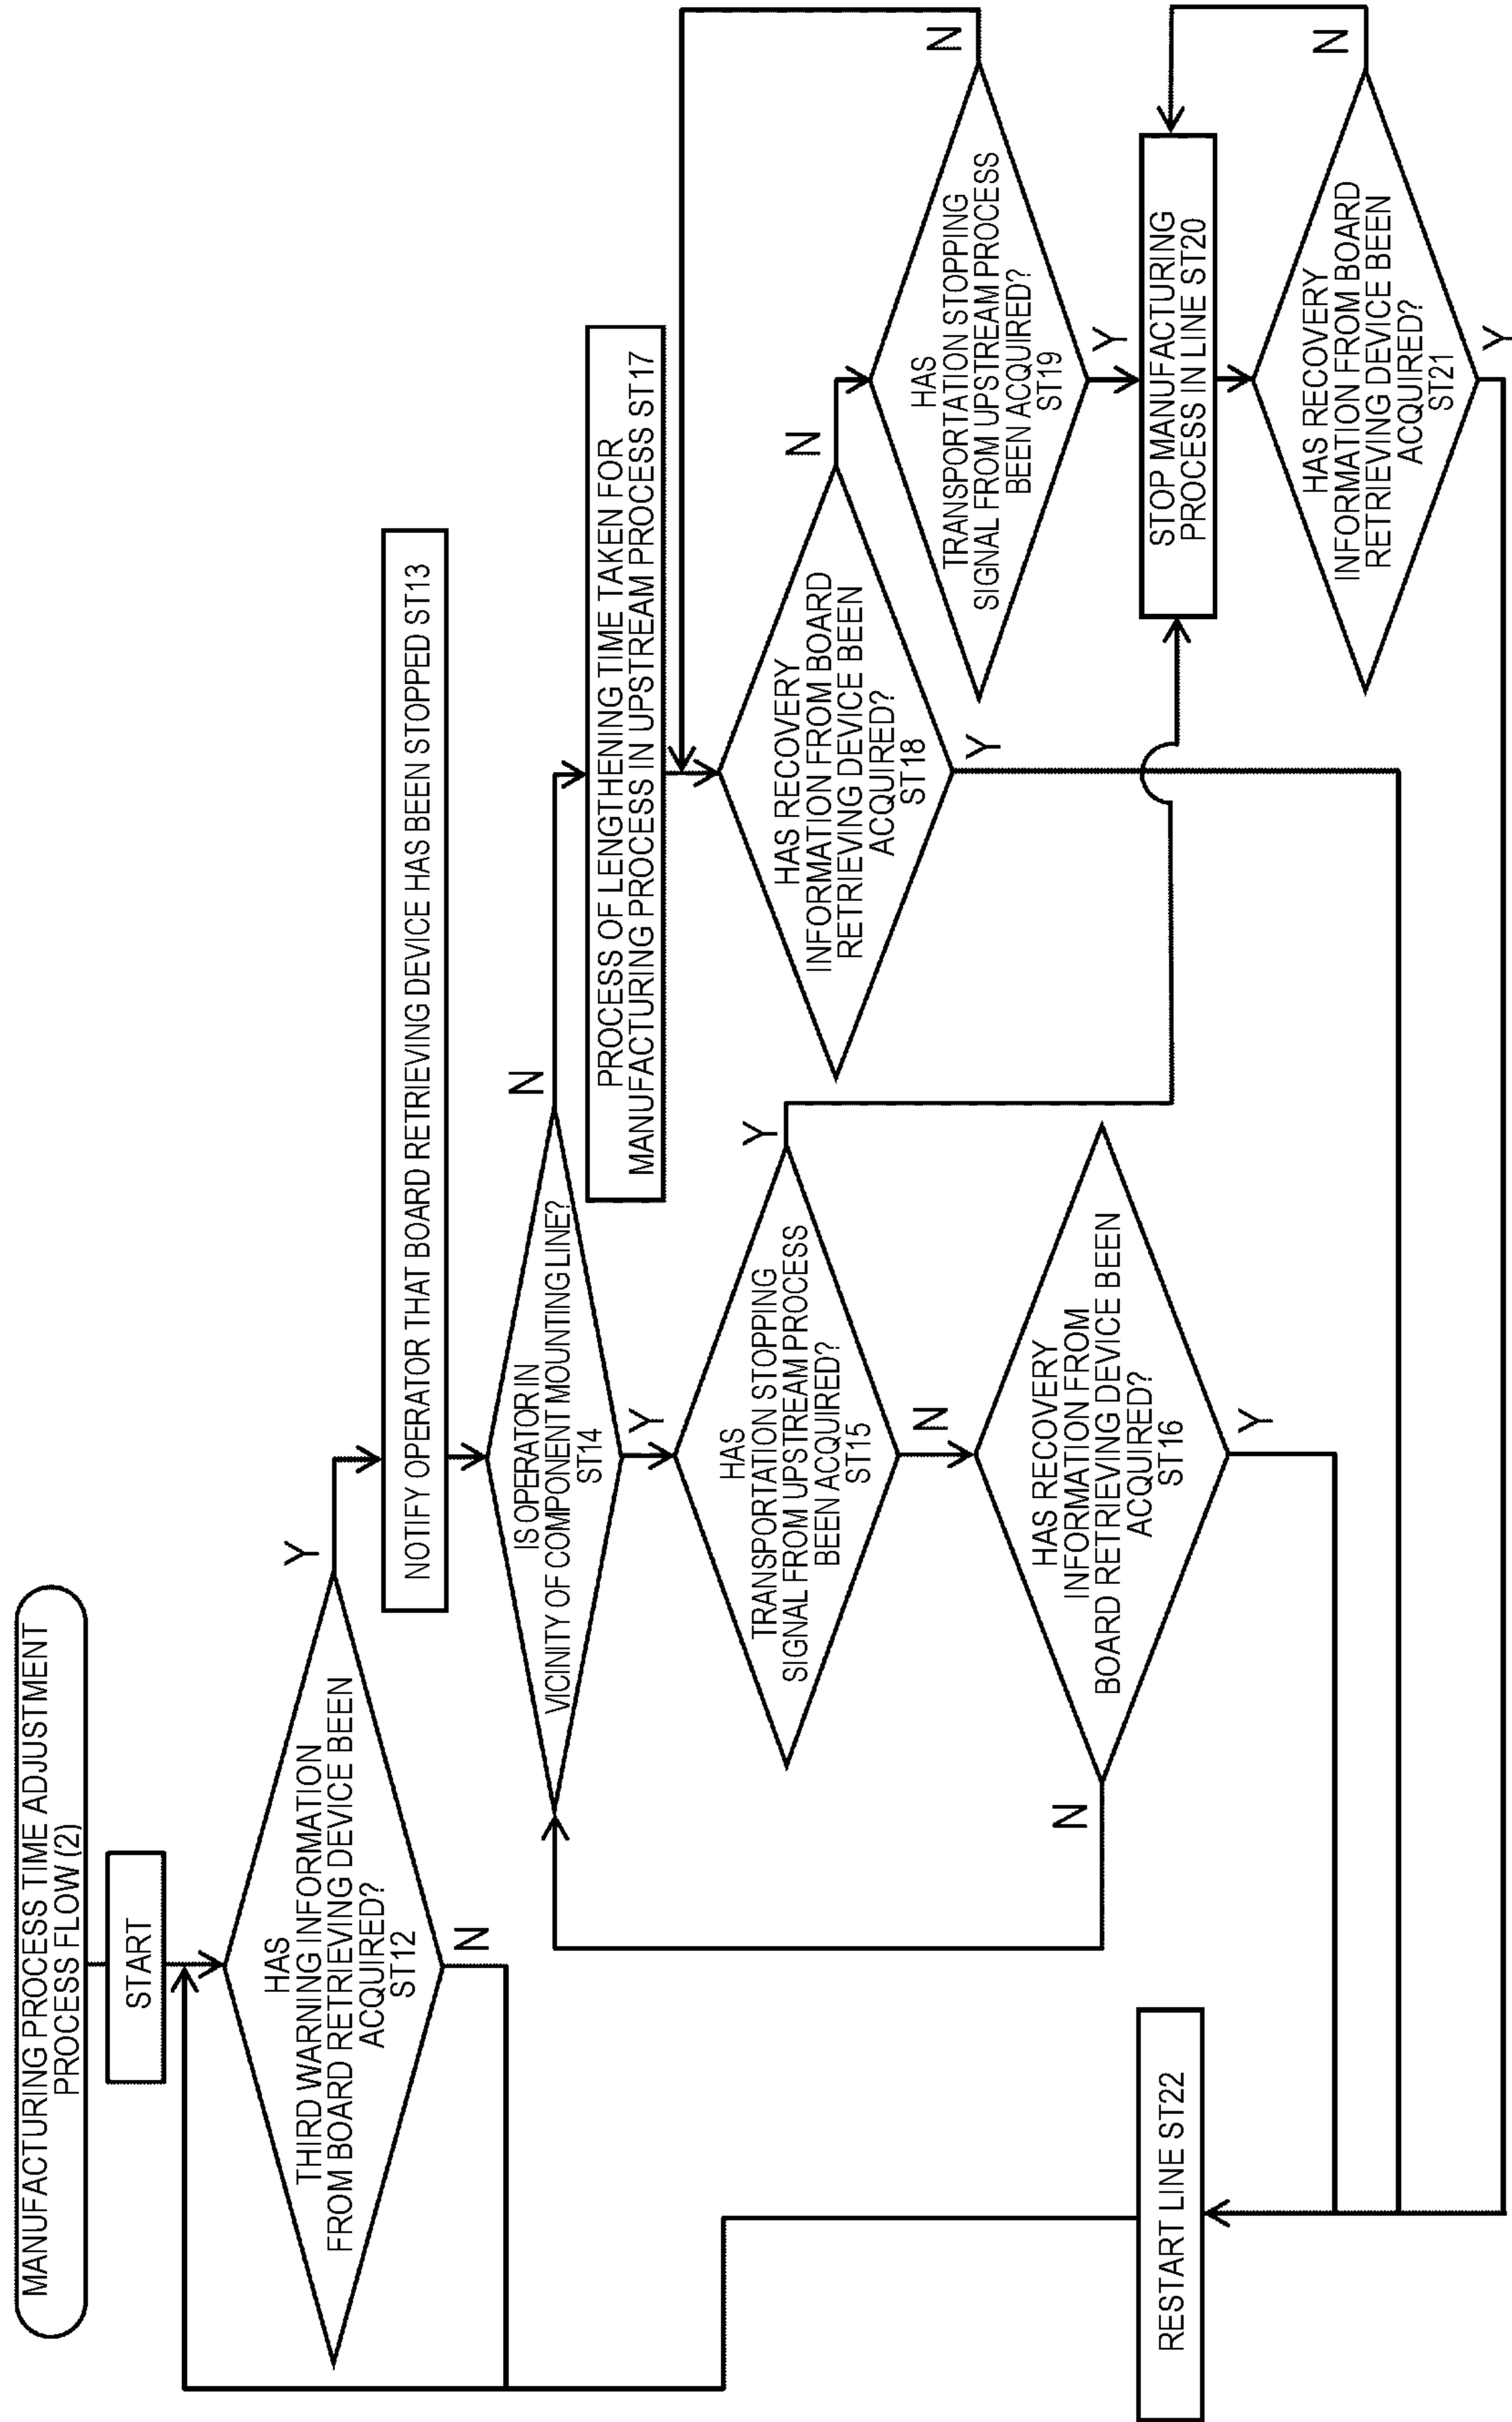 MANUFACTURING PROCESS TIME ADJUSTMENT
PROCESS FLOW (2)
START
HAS
THIRD WARNING INFORMATION
FROM BOARD RETRIEVING DEVICE BEEN
ACQUIRED?
ST12
Y
N
NOTIFY OPERATOR THAT BOARD RETRIEVING DEVICE HAS BEEN STOPPED ST13
IS OPERATOR IN
VICINITY OF COMPONENT MOUNTING LINE?
ST14
N
Y
HAS
TRANSPORTATION STOPPING
SIGNAL FROM UPSTREAM PROCESS
BEEN ACQUIRED?
ST15
Y
N
HAS RECOVERY
INFORMATION FROM
BOARD RETRIEVING DEVICE BEEN
ACQUIRED?
ST16
N
Y
PROCESS OF LENGTHENING TIME TAKEN FOR
MANUFACTURING PROCESS IN UPSTREAM PROCESS ST17
HAS RECOVERY
INFORMATION FROM BOARD
RETRIEVING DEVICE BEEN
ACQUIRED?
ST18
N
Y
HAS
TRANSPORTATION STOPPING
SIGNAL FROM UPSTREAM PROCESS
BEEN ACQUIRED?
ST19
N
Y
STOP MANUFACTURING
PROCESS IN LINE ST20
HAS RECOVERY
INFORMATION FROM BOARD
RETRIEVING DEVICE BEEN
ACQUIRED?
ST21
N
Y
RESTART LINE ST22